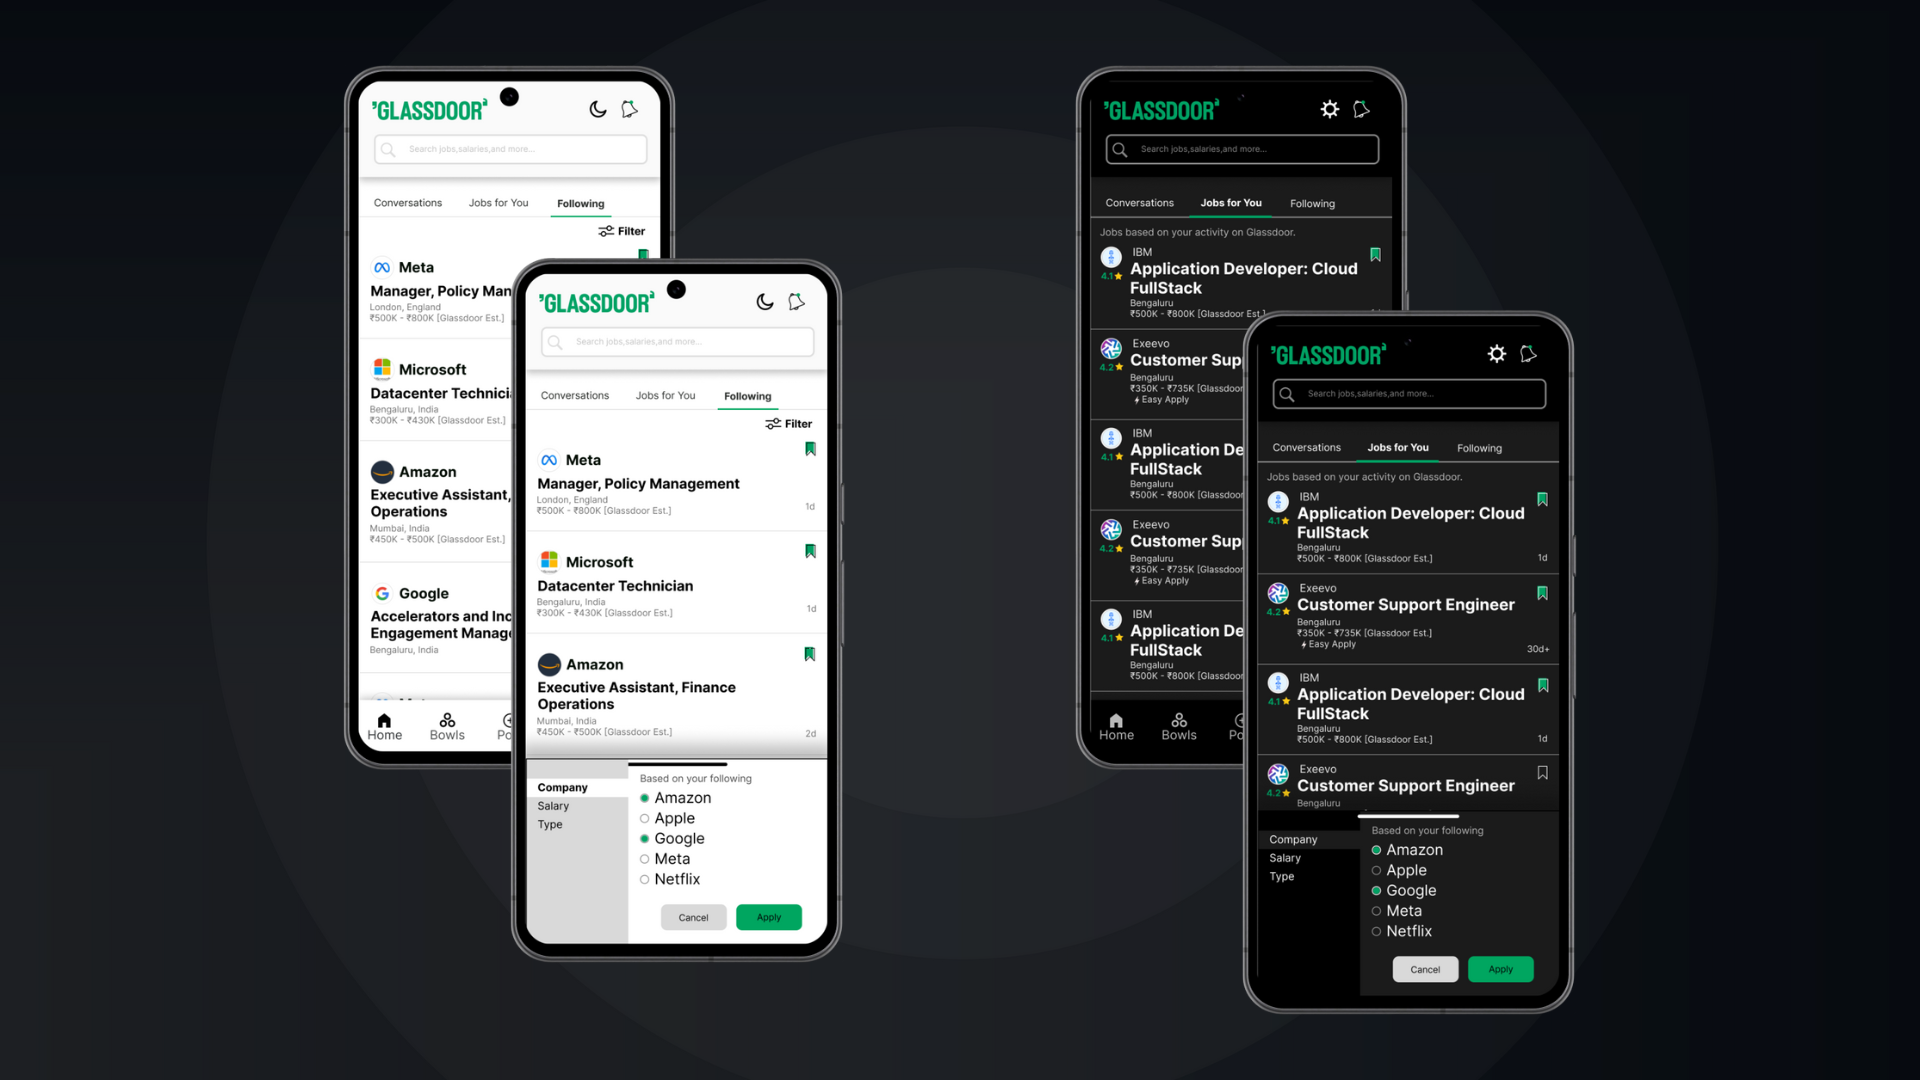 GLASSDOOR
Search jobs,salaries,and more...
Conversations Jobs for You Following
Filter
Meta
Manager, Policy Man
London, England
₹500K - ₹800K [Glassdoor Est.]
Microsoft
Datacenter Technici
Bengaluru, India
₹300K - ₹430K [Glassdoor Est.]
Amazon
Executive Assistant,
Operations
Mumbai, India
₹450K - ₹500K [Glassdoor Est.]
Google
Accelerators and Inc
Engagement Manag
Bengaluru, India
Home Bowls Po
GLASSDOOR
Search jobs,salaries,and more...
Conversations Jobs for You Following
Filter
Meta
Manager, Policy Management
London, England
₹500K - ₹800K [Glassdoor Est.]
1d
Microsoft
Datacenter Technician
Bengaluru, India
₹300K - ₹430K [Glassdoor Est.]
1d
Amazon
Executive Assistant, Finance
Operations
Mumbai, India
₹450K - ₹500K [Glassdoor Est.]
2d
Company
Salary
Type
Based on your following
Amazon
Apple
Google
Meta
Netflix
Cancel Apply
GLASSDOOR
Search jobs,salaries,and more...
Conversations Jobs for You Following
Jobs based on your activity on Glassdoor.
IBM
4.1
Application Developer: Cloud
FullStack
Bengaluru
₹500K - ₹800K [Glassdoor Est.]
Exeevo
4.2
Customer Supp
Bengaluru
₹350K - ₹735K [Glassdoor
Easy Apply
IBM
4.1
Application De
FullStack
Bengaluru
₹500K - ₹800K [Glassdoor
Exeevo
4.2
Customer Sup
Bengaluru
₹350K - ₹735K [Glassdoor
Easy Apply
IBM
4.1
Application De
FullStack
Bengaluru
₹500K - ₹800K [Glassdoor
Home Bowls Po
GLASSDOOR
Search jobs,salaries,and more...
Conversations Jobs for You Following
Jobs based on your activity on Glassdoor.
IBM
4.1
Application Developer: Cloud
FullStack
Bengaluru
₹500K - ₹800K [Glassdoor Est.]
1d
Exeevo
4.2
Customer Support Engineer
Bengaluru
₹350K - ₹735K [Glassdoor Est.]
Easy Apply
30d+
IBM
4.1
Application Developer: Cloud
FullStack
Bengaluru
₹500K - ₹800K [Glassdoor Est.]
1d
Exeevo
4.2
Customer Support Engineer
Bengaluru
Company
Salary
Type
Based on your following
Amazon
Apple
Google
Meta
Netflix
Cancel Apply